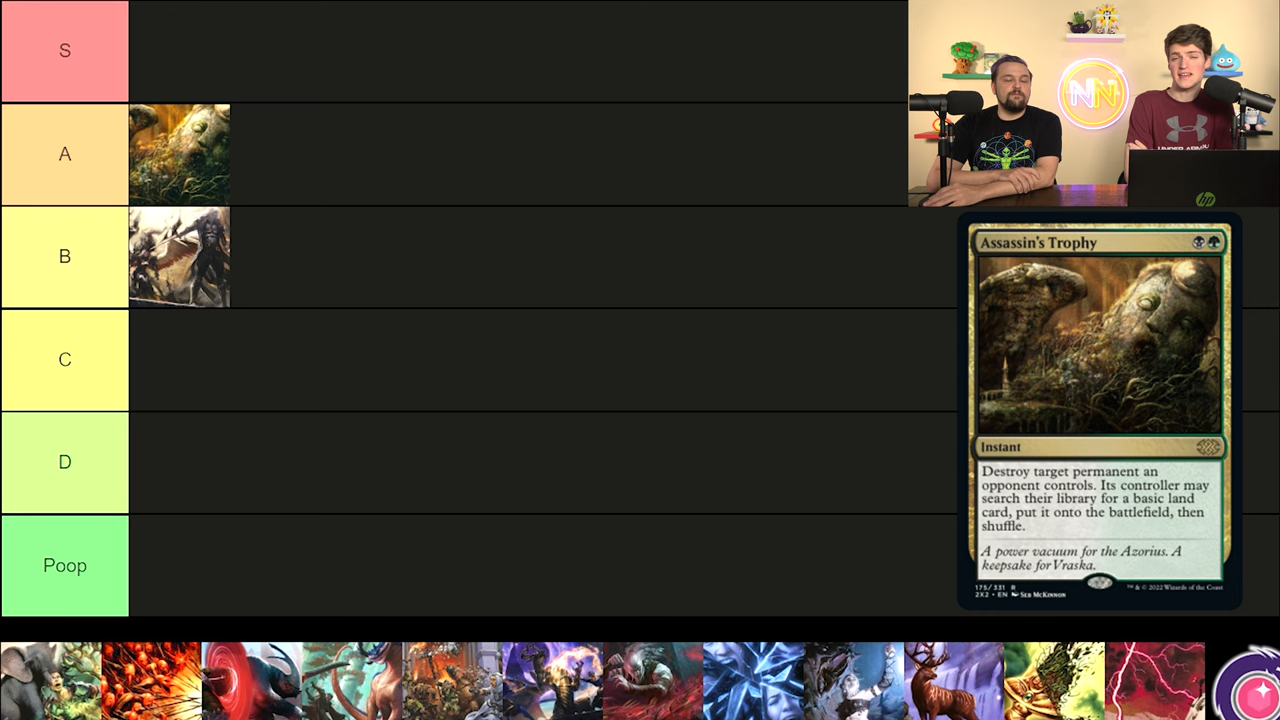 S
A
B
C
D
Poop
NN
UNDER ARMOUR
hp
Assassin's Trophy
Instant
Destroy target permanent an
opponent controls. Its controller may
search their library for a basic land
card, put it onto the battlefield, then
shuffle.
A power vacuum for the Azorius. A
keepsake for Vraska.
175/331 R
2X2 • EN Seb McKinnon
™ & © 2022 Wizards of the Coast